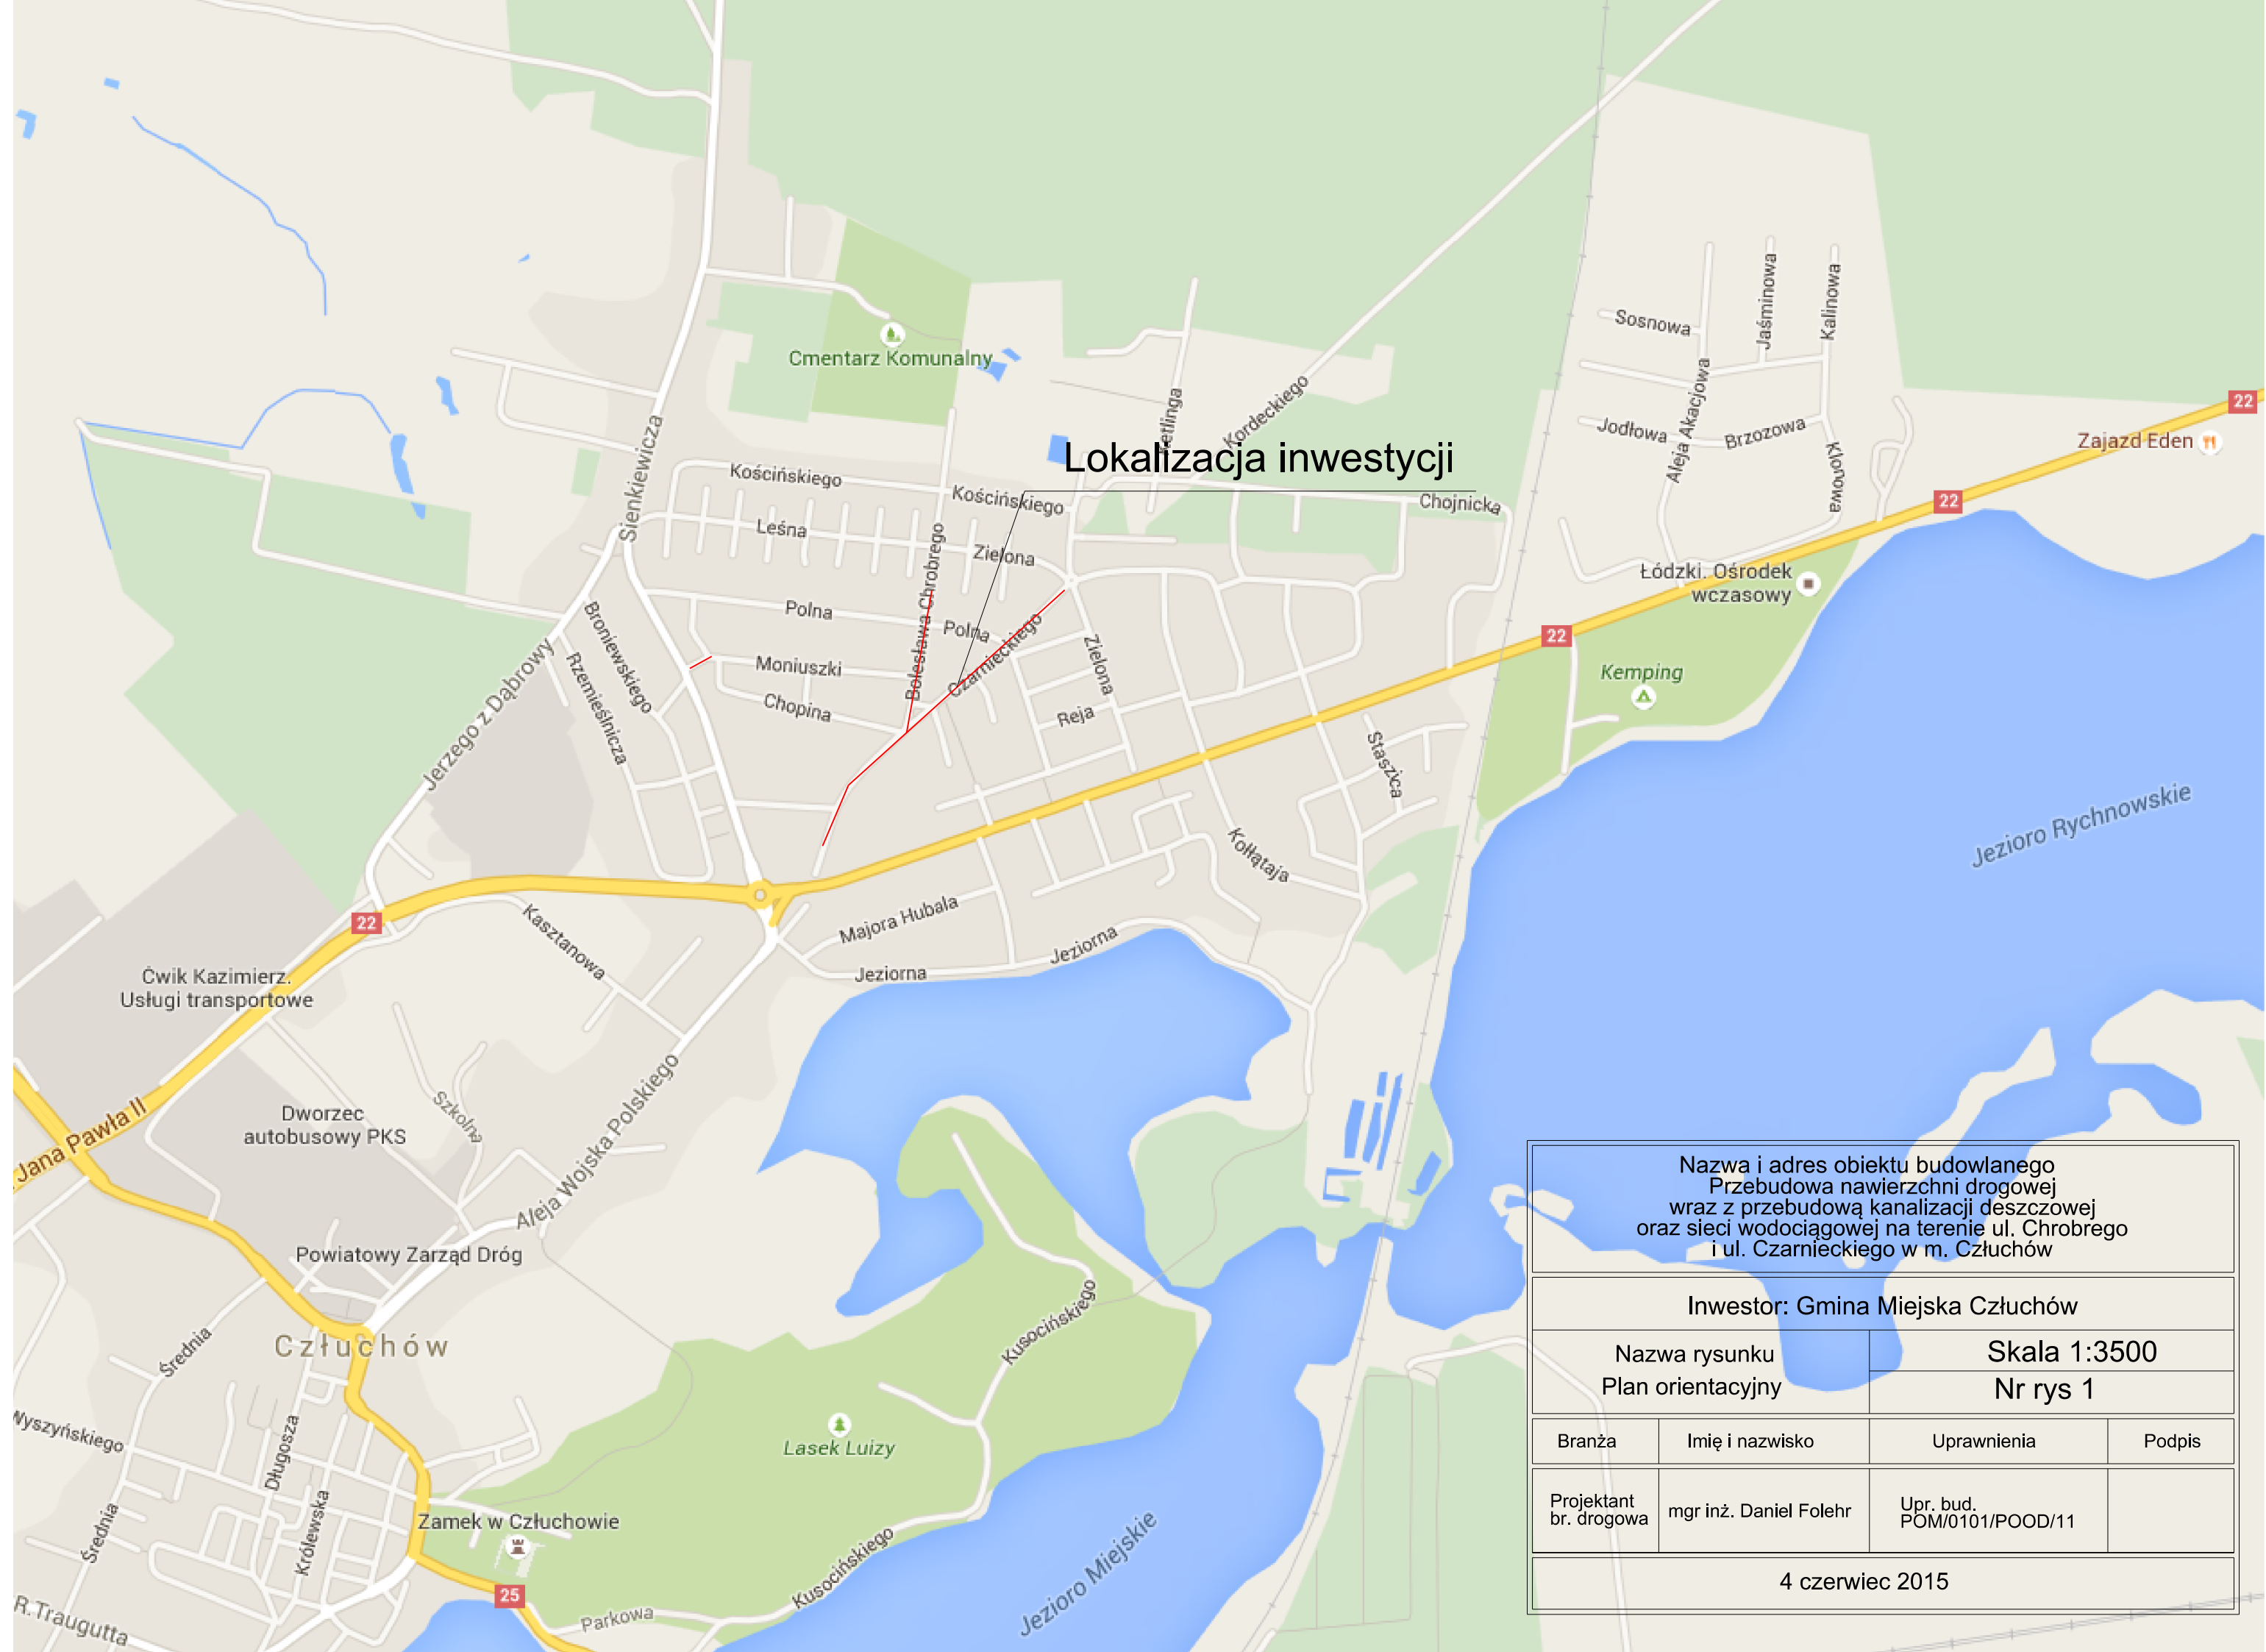 Cmentarz Komunalny
Sosnowa
Jaśminowa
Kalinowa
22
Sienkiewicza
Ketlinga
Kordeckiego
Jodłowa
Aleja Akacjowa
Brzozowa
Klonowa
Zajazd Eden
Lokalizacja inwestycji
Kościńskiego
Kościńskiego
Chojnicka
22
Leśna
Zielona
Bolesława Chrobrego
Łódzki. Ośrodek
wczasowy
Polna
Polna
Czarnieckiego
22
Broniewskiego
Rzemieślnicza
Jerzego z Dąbrowy
Moniuszki
Chopina
Zielona
Reja
Kemping
Staszica
Jezioro Rychnowskie
Kołłątaja
22
Kasztanowa
Majora Hubala
Jeziorna
Jeziorna
Ćwik Kazimierz.
Usługi transportowe
Jana Pawła II
Dworzec
autobusowy PKS
Szkolna
Aleja Wojska Polskiego
Powiatowy Zarząd Dróg
Człuchów
Średnia
Kusocińskiego
Wyszyńskiego
Długosza
Lasek Luizy
Średnia
Królewska
Zamek w Człuchowie
25
Kusocińskiego
Parkowa
R.Traugutta
Jezioro Miejskie
Nazwa i adres obiektu budowlanego
Przebudowa nawierzchni drogowej
wraz z przebudową kanalizacji deszczowej
oraz sieci wodociągowej na terenie ul. Chrobrego
i ul. Czarnieckiego w m. Człuchów
Inwestor: Gmina Miejska Człuchów
Nazwa rysunku
Plan orientacyjny
Skala 1:3500
Nr rys 1
Branża Imię i nazwisko Uprawnienia Podpis
Projektant
br. drogowa
mgr inż. Daniel Folehr
Upr. bud.
POM/0101/POOD/11
4 czerwiec 2015